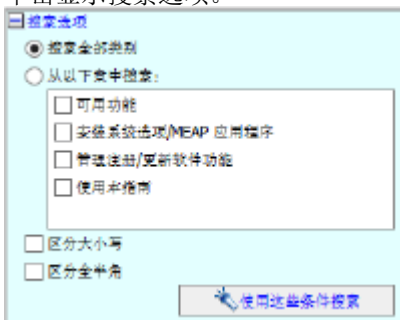 单击显示搜索选项。
搜索选项
搜索全部类别
从以下章中搜索:
可用功能
安装系统选项/MEAP 应用程序
管理注册/更新软件功能
使用本指南
区分大小写
区分全半角
使用这些条件搜索